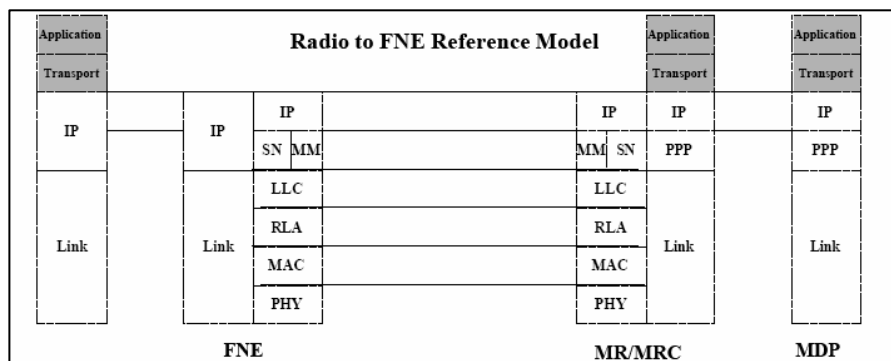 Radio to FNE Reference Model
Application
Application
Application
Transport
Transport
Transport
IP
IP
IP
IP
IP
IP
SN MM
MM SN
PPP
PPP
LLC
LLC
RLA
RLA
Link
Link
Link
Link
MAC
MAC
PHY
PHY
FNE
MR/MRC
MDP